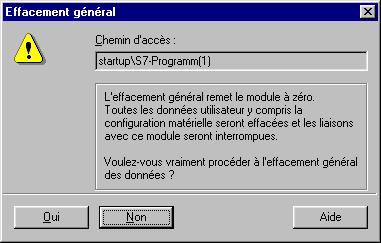 Effacement général
Chemin d'accès :
startup\S7-Programm(1)
L'effacement général remet le module à zéro.
Toutes les données utilisateur y compris la
configuration matérielle seront effacées et les liaisons
avec ce module seront interrompues.
Voulez-vous vraiment procéder à l'effacement général
des données ?
Oui
Non
Aide